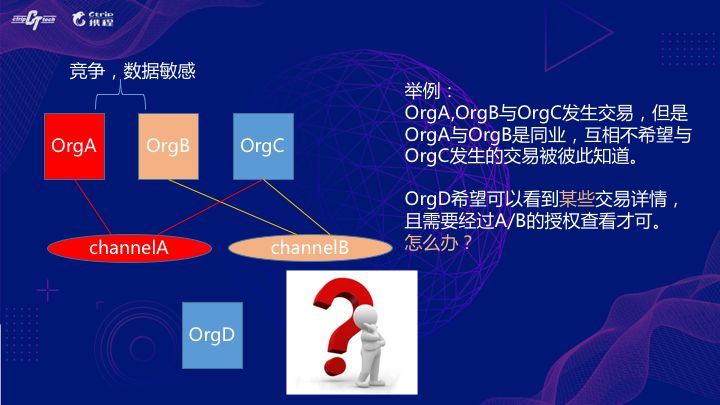 ctrip tech
Ctrip
携程
竞争，数据敏感
OrgA
OrgB
OrgC
channelA
channelB
OrgD
举例：
OrgA,OrgB与OrgC发生交易，但是
OrgA与OrgB是同业，互相不希望与
OrgC发生的交易被彼此知道。
OrgD希望可以看到某些交易详情，
且需要经过A/B的授权查看才可。
怎么办？